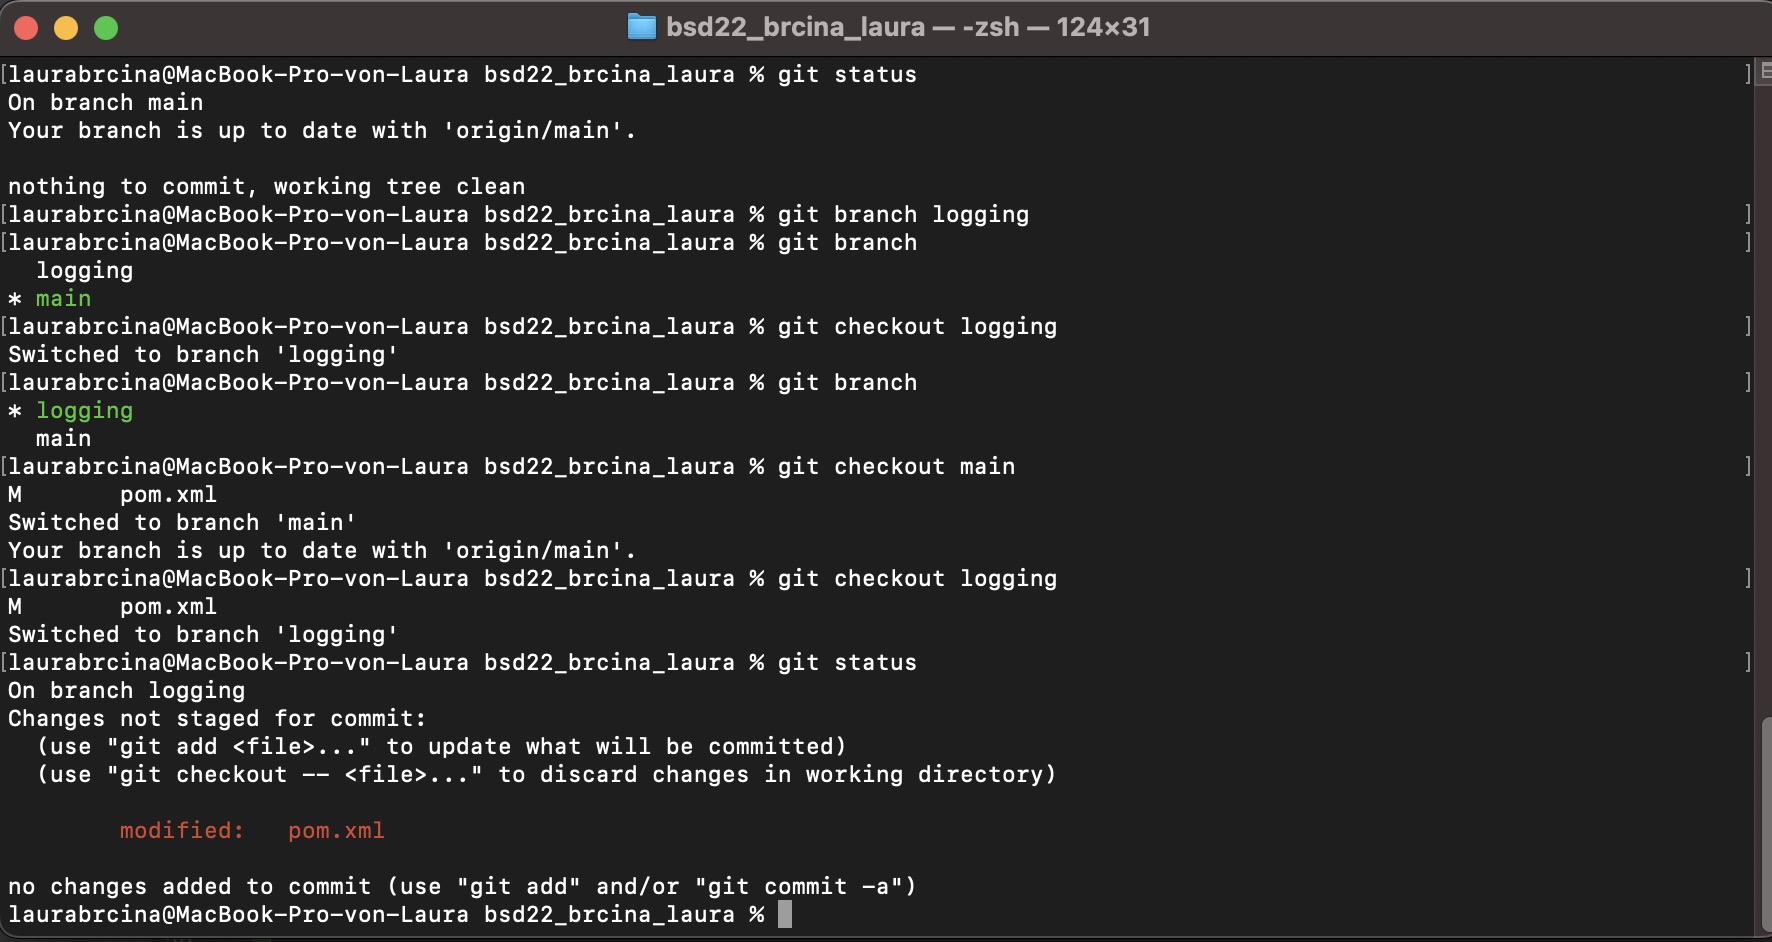 bsd22_brcina_laura — -zsh — 124×31
[laurabrcina@MacBook-Pro-von-Laura bsd22_brcina_laura % git status ]
On branch main
Your branch is up to date with 'origin/main'.
nothing to commit, working tree clean
[laurabrcina@MacBook-Pro-von-Laura bsd22_brcina_laura % git branch logging ]
[laurabrcina@MacBook-Pro-von-Laura bsd22_brcina_laura % git branch ]
  logging
* main
[laurabrcina@MacBook-Pro-von-Laura bsd22_brcina_laura % git checkout logging ]
Switched to branch 'logging'
[laurabrcina@MacBook-Pro-von-Laura bsd22_brcina_laura % git branch ]
* logging
  main
[laurabrcina@MacBook-Pro-von-Laura bsd22_brcina_laura % git checkout main ]
M       pom.xml
Switched to branch 'main'
Your branch is up to date with 'origin/main'.
[laurabrcina@MacBook-Pro-von-Laura bsd22_brcina_laura % git checkout logging ]
M       pom.xml
Switched to branch 'logging'
[laurabrcina@MacBook-Pro-von-Laura bsd22_brcina_laura % git status ]
On branch logging
Changes not staged for commit:
  (use "git add <file>..." to update what will be committed)
  (use "git checkout -- <file>..." to discard changes in working directory)
        modified:   pom.xml
no changes added to commit (use "git add" and/or "git commit -a")
laurabrcina@MacBook-Pro-von-Laura bsd22_brcina_laura %